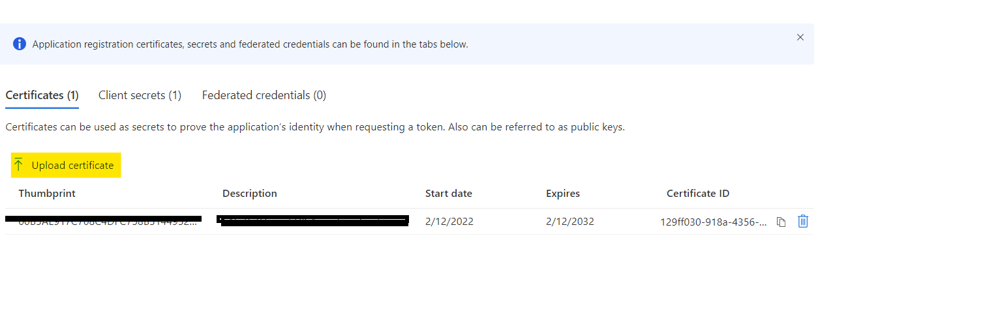 Application registration certificates, secrets and federated credentials can be found in the tabs below.
Certificates (1) Client secrets (1) Federated credentials (0)
Certificates can be used as secrets to prove the application's identity when requesting a token. Also can be referred to as public keys.
Upload certificate
Thumbprint Description Start date Expires Certificate ID
2/12/2022 2/12/2032 129ff030-918a-4356-...